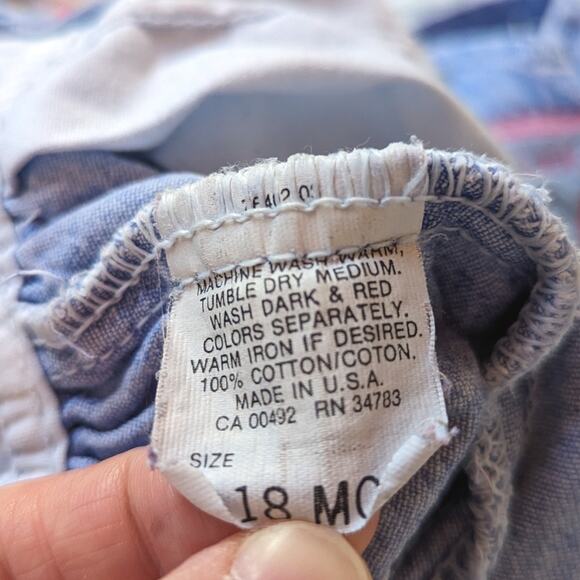 MACHINE WASH WARM,
TUMBLE DRY MEDIUM.
WASH DARK & RED
COLORS SEPARATELY.
WARM IRON IF DESIRED.
100% COTTON/COTON.
MADE IN U.S.A.
CA 00492 RN 34783
SIZE
18 MO